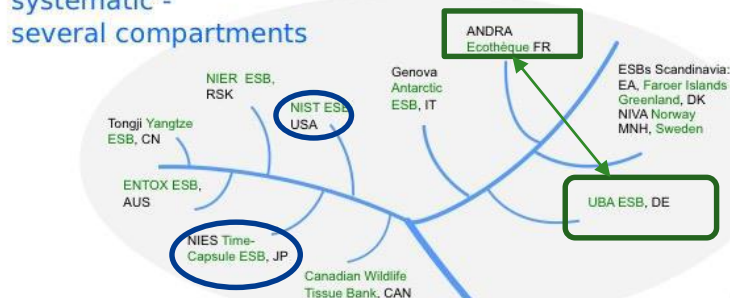 systematic -
several compartments
ANDRA
Ecothèque FR
NIER ESB,
RSK
NIST ESB
USA
Genova
Antarctic
ESB, IT
ESBs Scandinavia:
EA, Faroer Islands
Greenland, DK
NIVA Norway
MNH, Sweden
Tongji Yangtze
ESB, CN
ENTOX ESB,
AUS
UBA ESB, DE
NIES Time-
Capsule ESB, JP
Canadian Wildlife
Tissue Bank, CAN